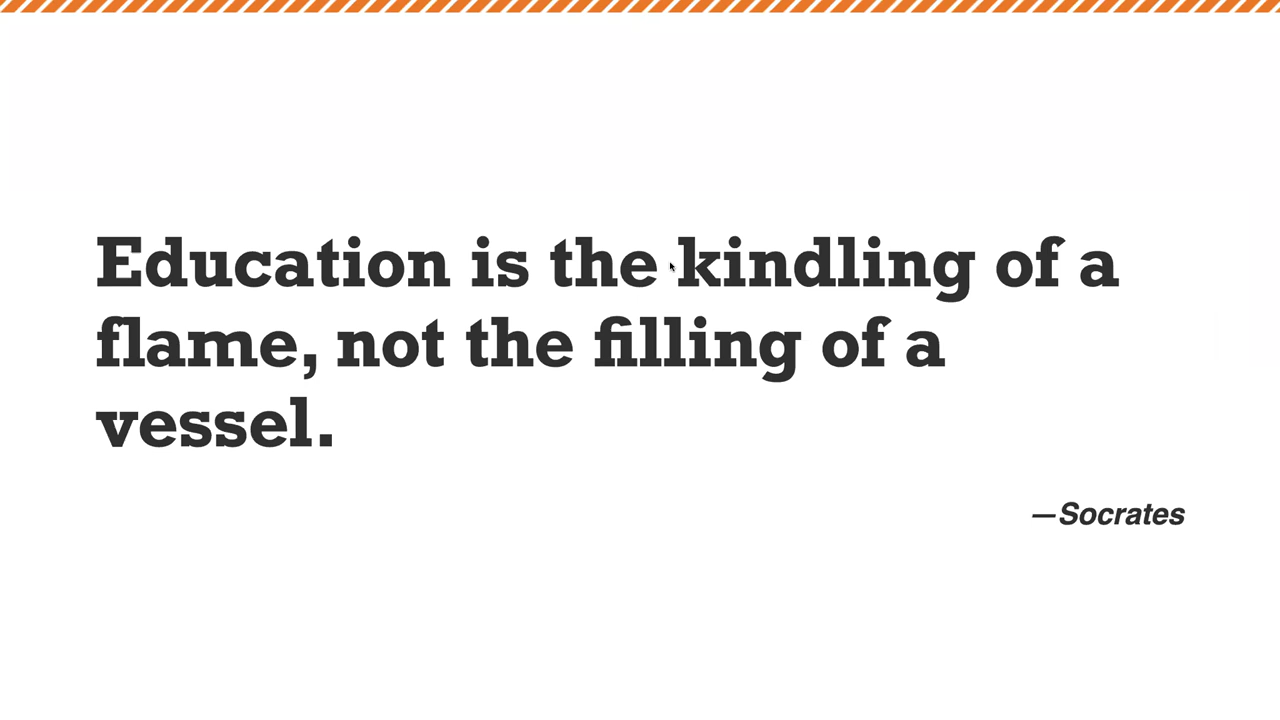 Education is the kindling of a
flame, not the filling of a
vessel.
—Socrates